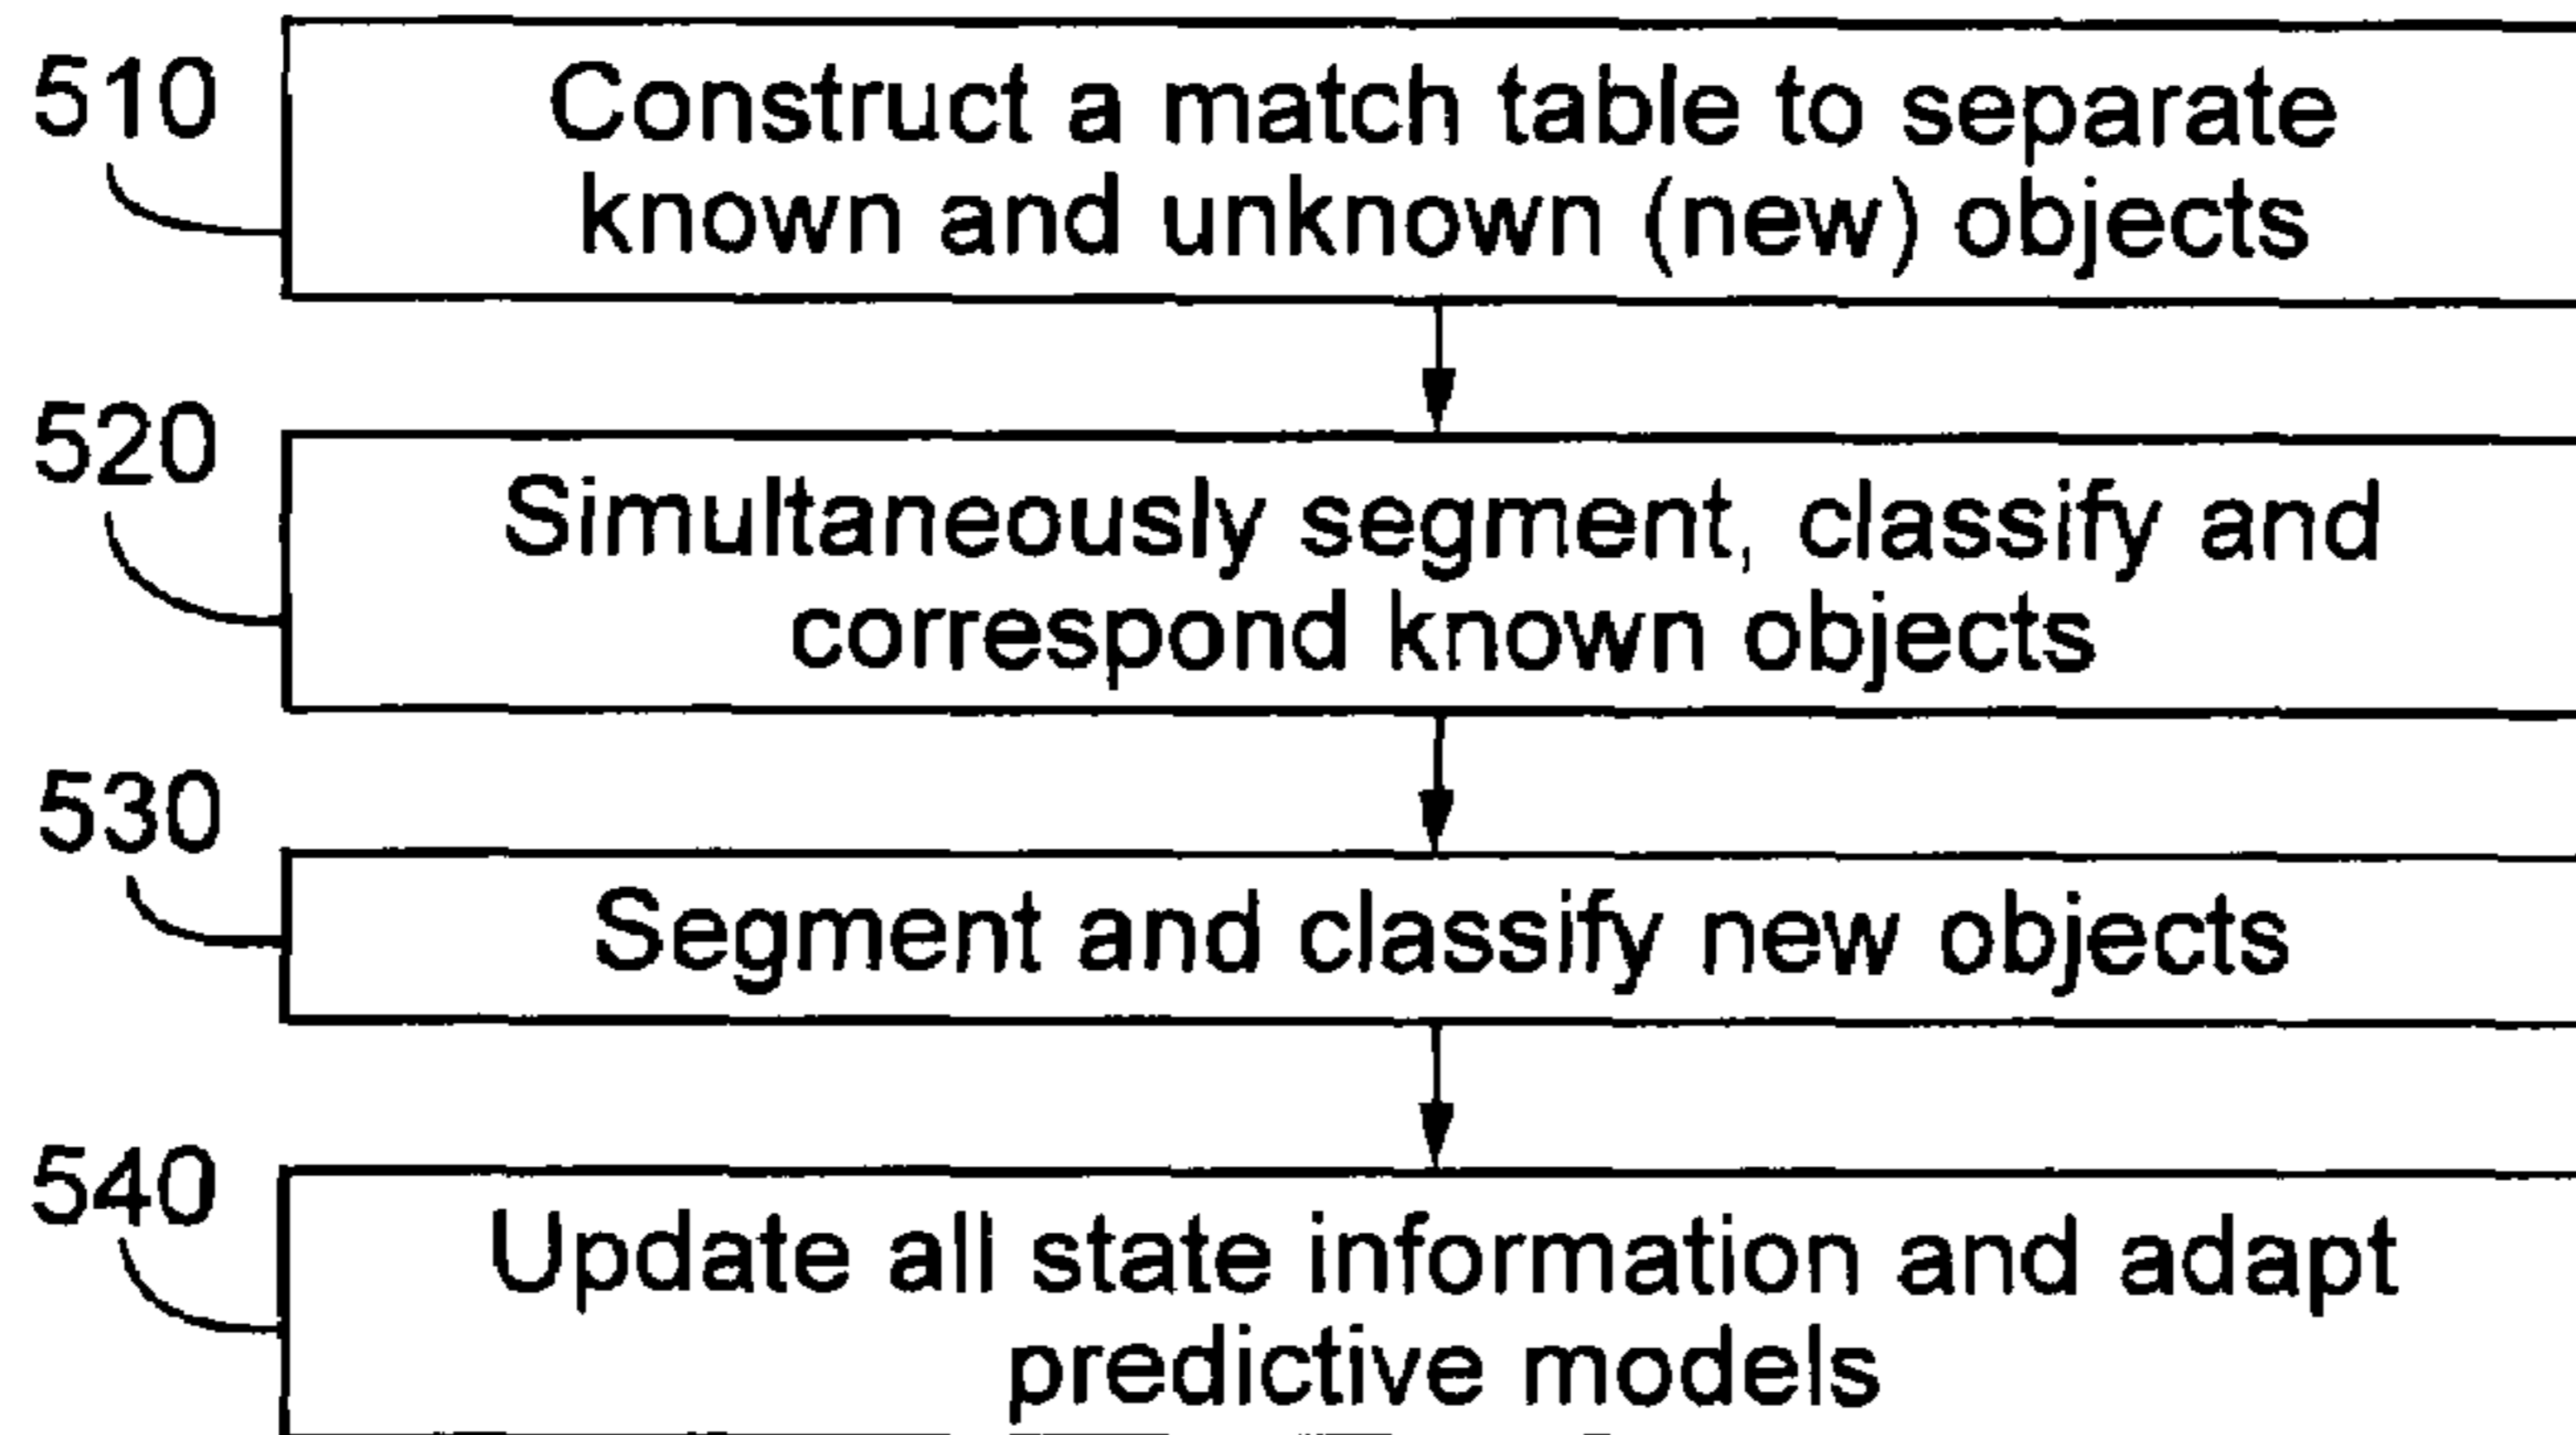 510
Construct a match table to separate
known and unknown (new) objects
520
Simultaneously segment, classify and
correspond known objects
530
Segment and classify new objects
540
Update all state information and adapt
predictive models